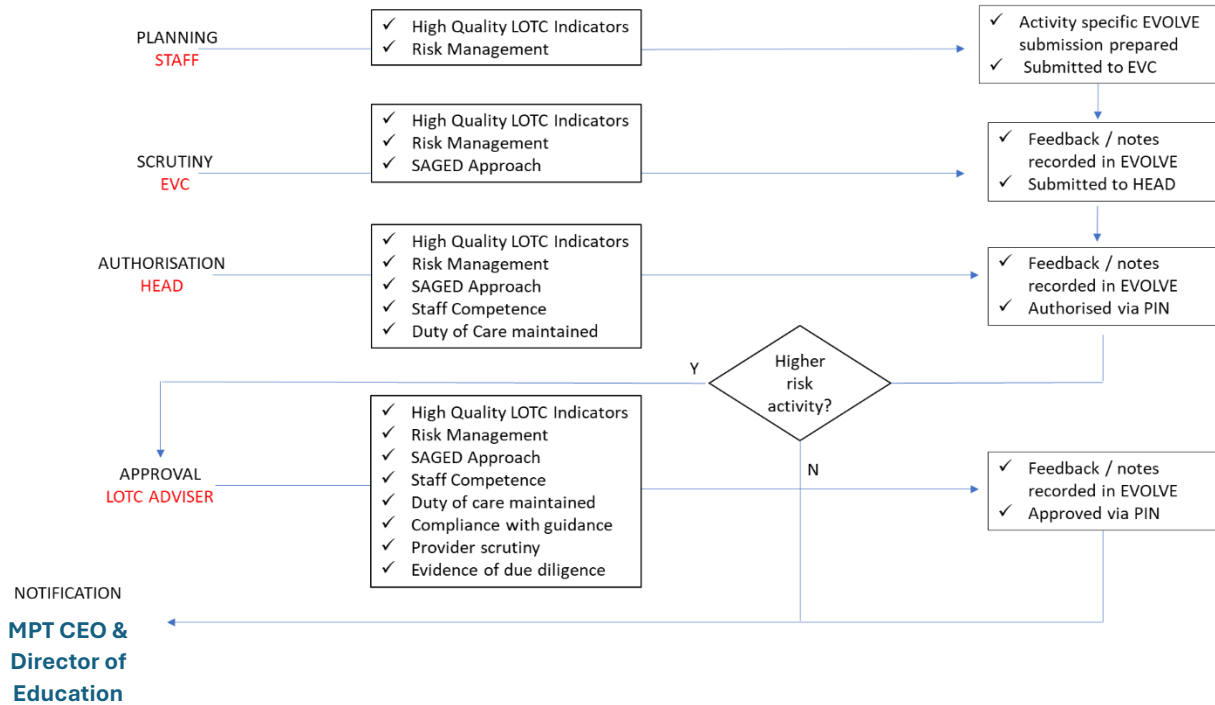 PLANNING
STAFF
✓ High Quality LOTC Indicators
✓ Risk Management
✓ Activity specific EVOLVE
submission prepared
✓ Submitted to EVC
SCRUTINY
EVC
✓ High Quality LOTC Indicators
✓ Risk Management
✓ SAGED Approach
✓ Feedback / notes
recorded in EVOLVE
✓ Submitted to HEAD
AUTHORISATION
HEAD
✓ High Quality LOTC Indicators
✓ Risk Management
✓ SAGED Approach
✓ Staff Competence
✓ Duty of Care maintained
✓ Feedback / notes
recorded in EVOLVE
✓ Authorised via PIN
Higher
risk
activity?
Y
N
APPROVAL
LOTC ADVISER
✓ High Quality LOTC Indicators
✓ Risk Management
✓ SAGED Approach
✓ Staff Competence
✓ Duty of care maintained
✓ Compliance with guidance
✓ Provider scrutiny
✓ Evidence of due diligence
✓ Feedback / notes
recorded in EVOLVE
✓ Approved via PIN
NOTIFICATION
MPT CEO &
Director of
Education